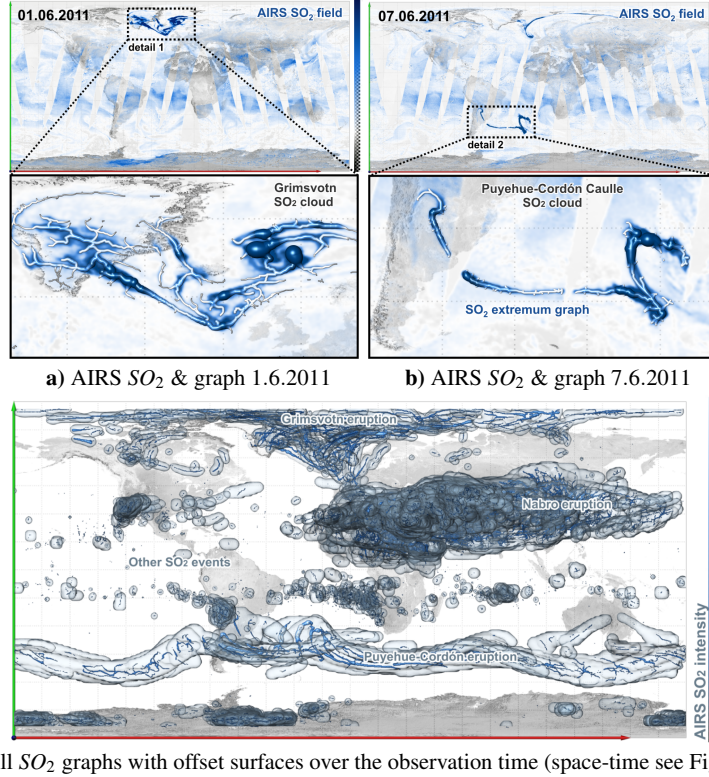 01.06.2011
AIRS SO2 field
detail 1
07.06.2011
AIRS SO2 field
detail 2
Grimsvotn
SO2 cloud
Puyehue-Cordón Caulle
SO2 cloud
SO2 extremum graph
a) AIRS SO2 & graph 1.6.2011
b) AIRS SO2 & graph 7.6.2011
Grimsvotn eruption
Nabro eruption
Other SO2 events
Puyehue-Cordón eruption
AIRS SO2 intensity
ll SO2 graphs with offset surfaces over the observation time (space-time see Fi